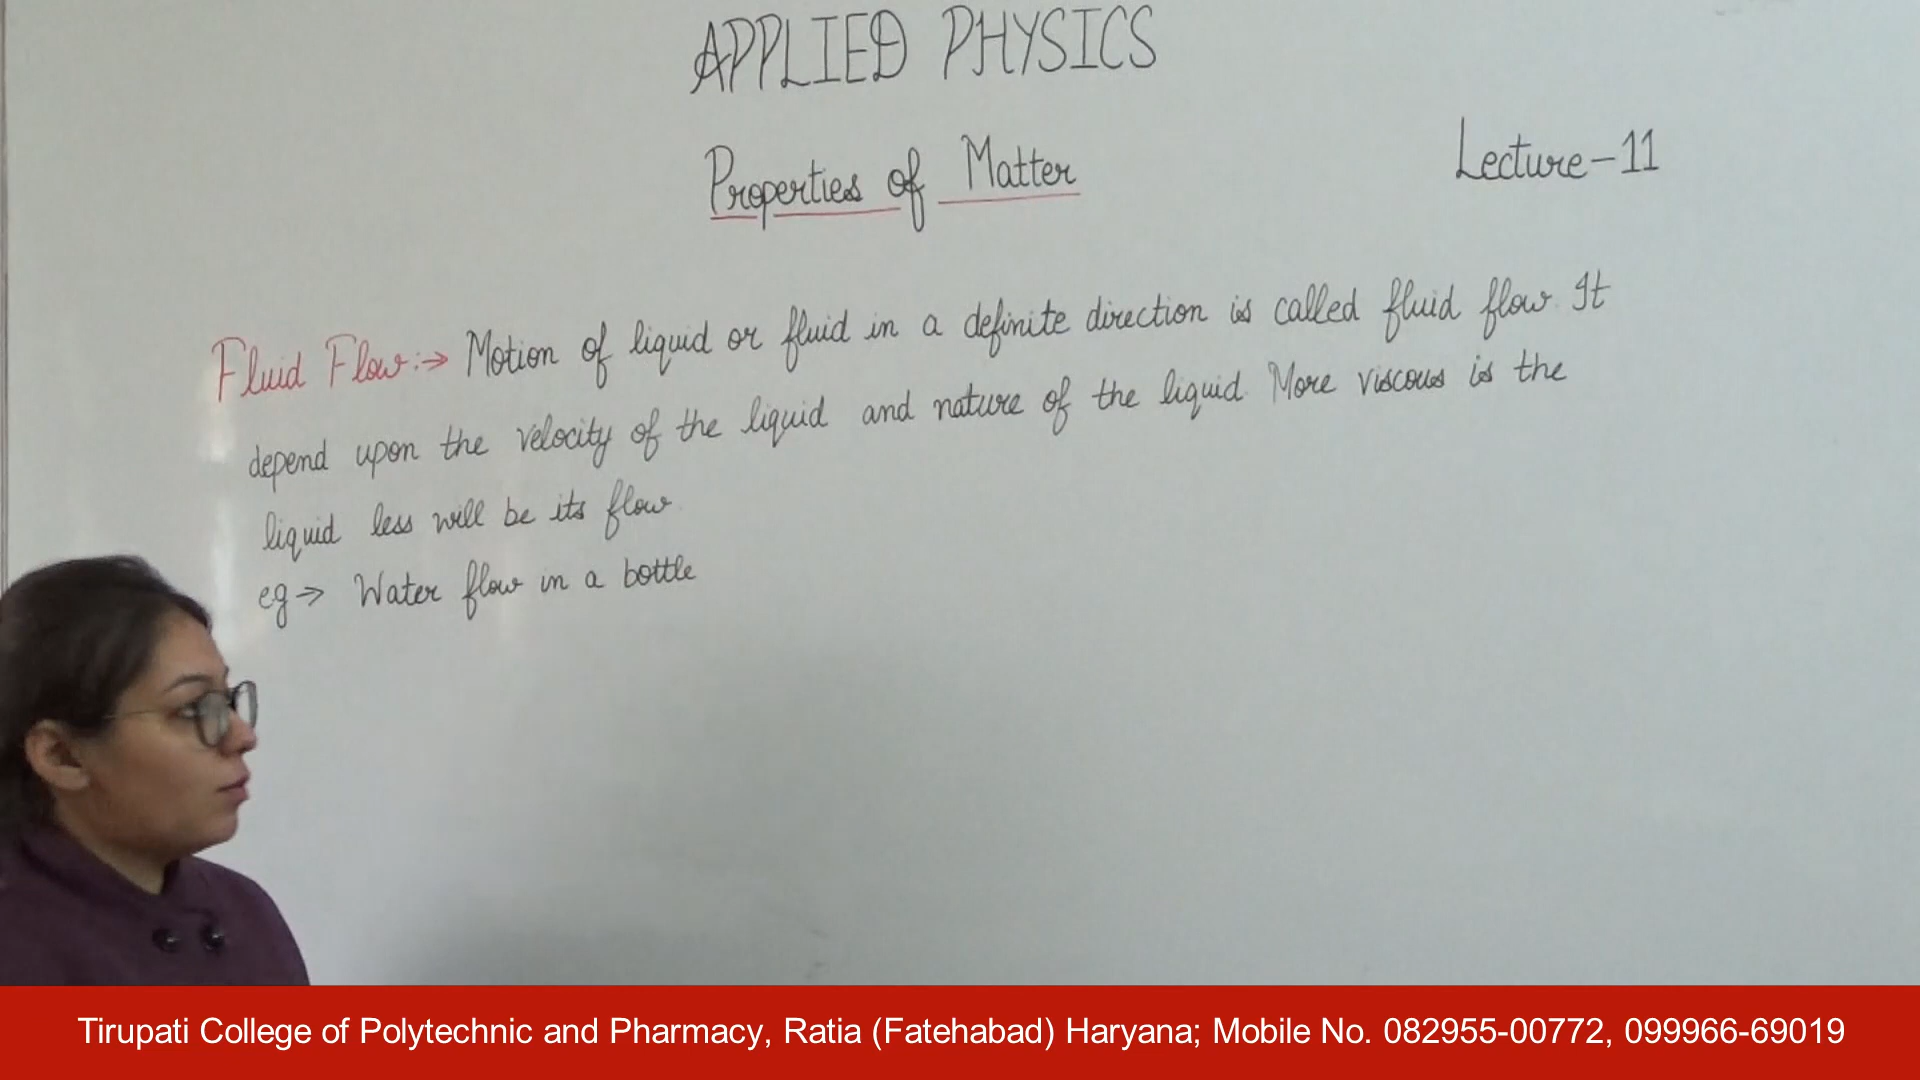 APPLIED PHYSICS
Properties of Matter
Lecture-11
Fluid Flow:→ Motion of liquid or fluid in a definite direction is called fluid flow. It
depend upon the velocity of the liquid and nature of the liquid. More viscous is the
liquid less will be its flow.
eg→ Water flow in a bottle
Tirupati College of Polytechnic and Pharmacy, Ratia (Fatehabad) Haryana; Mobile No. 082955-00772, 099966-69019